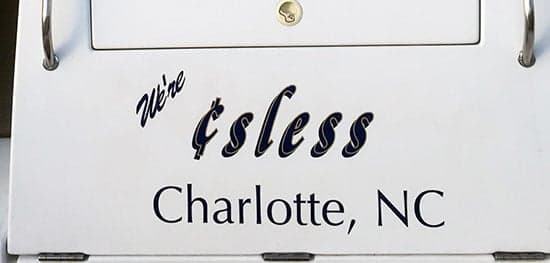 We're
¢sless
Charlotte, NC